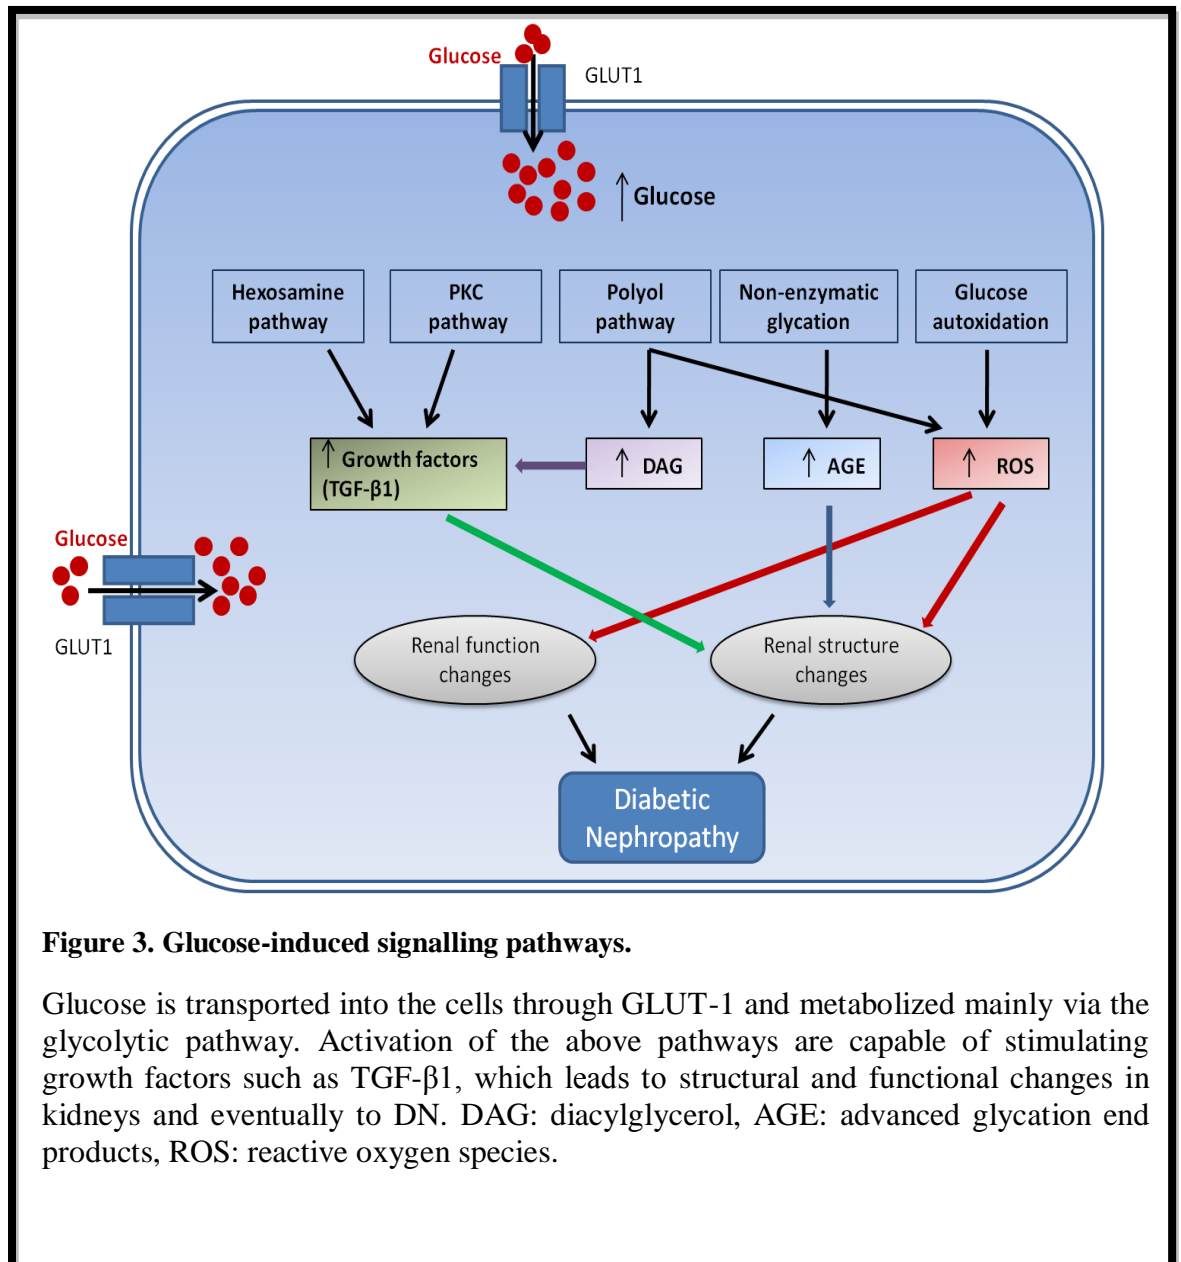 Glucose
GLUT1
↑ Glucose
Hexosamine
pathway
PKC
pathway
Polyol
pathway
Non-enzymatic
glycation
Glucose
autoxidation
↑ Growth factors
(TGF-β1)
↑ DAG
↑ AGE
↑ ROS
Glucose
GLUT1
Renal function
changes
Renal structure
changes
Diabetic
Nephropathy
Figure 3. Glucose-induced signalling pathways.
Glucose is transported into the cells through GLUT-1 and metabolized mainly via the
glycolytic pathway. Activation of the above pathways are capable of stimulating
growth factors such as TGF-β1, which leads to structural and functional changes in
kidneys and eventually to DN. DAG: diacylglycerol, AGE: advanced glycation end
products, ROS: reactive oxygen species.